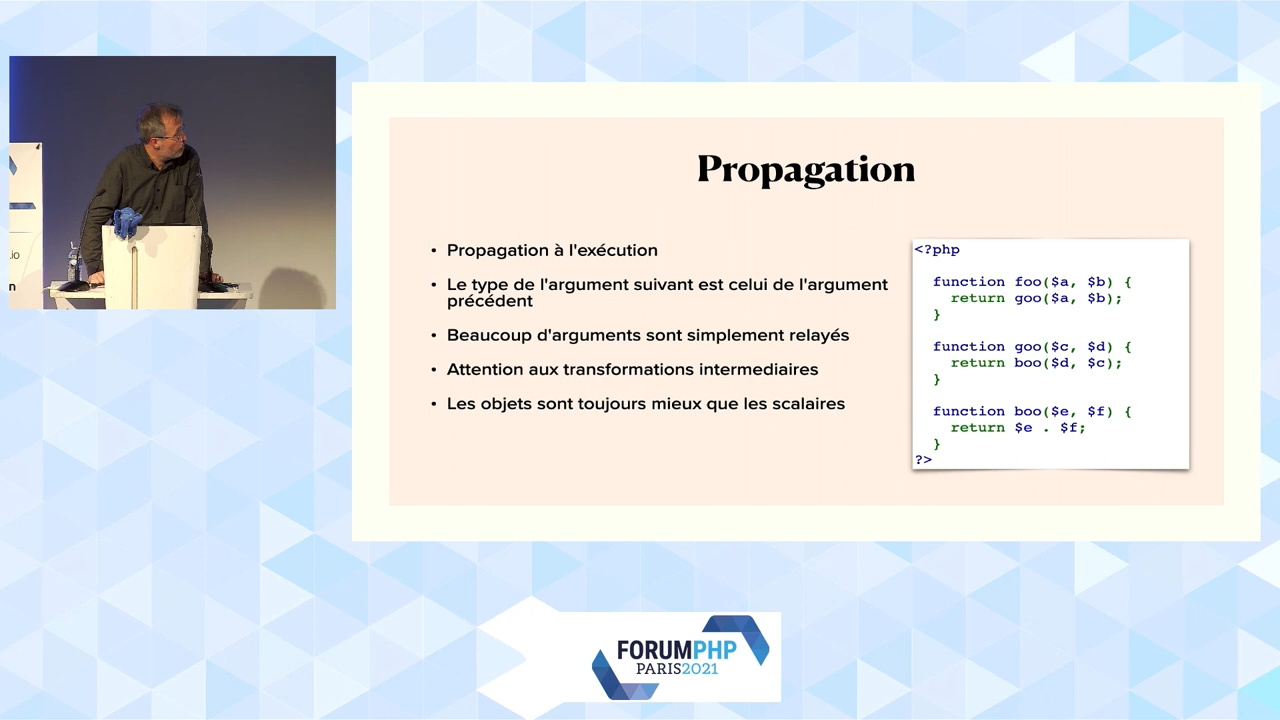 .io
n
Propagation
• Propagation à l'exécution
• Le type de l'argument suivant est celui de l'argument
précédent
• Beaucoup d'arguments sont simplement relayés
• Attention aux transformations intermediaires
• Les objets sont toujours mieux que les scalaires
<?php
function foo($a, $b) {
return goo($a, $b);
}
function goo($c, $d) {
return boo($d, $c);
}
function boo($e, $f) {
return $e . $f;
}
?>
FORUMPHP
PARIS2021